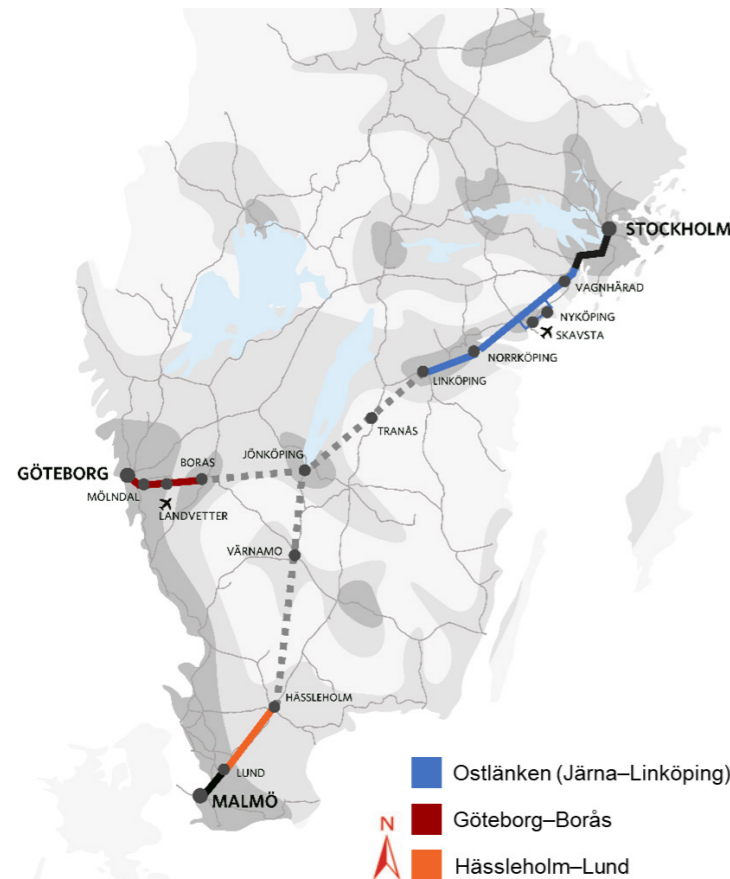 STOCKHOLM
VAGNHÄRAD
NYKÖPING
SKAVSTA
NORRKÖPING
LINKÖPING
TRANÅS
JÖNKÖPING
BORAS
GÖTEBORG
MÖLNDAL
LANDVETTER
VÄRNAMO
HÄSSLEHOLM
LUND
MALMÖ
Ostlänken (Järna–Linköping)
N
Göteborg–Borås
Hässleholm–Lund